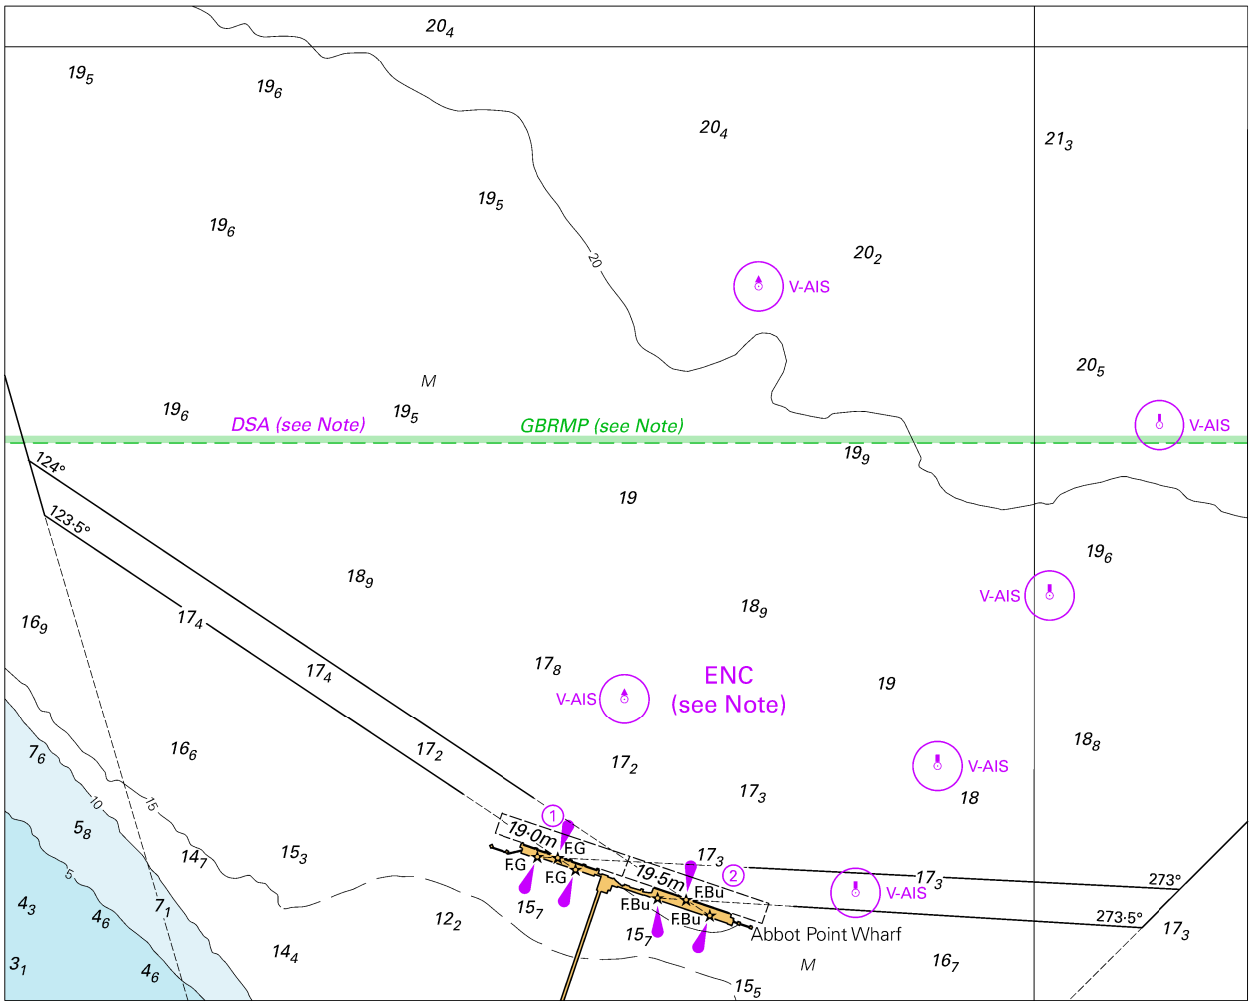 20₄
19₅
19₆
20₄
21₃
19₅
19₆
20₂
20
V-AIS
20₅
M
19₆
19₅
DSA (see Note)
GBRMP (see Note)
V-AIS
19₉
124°
19
123·5°
19₆
18₉
V-AIS
18₉
17₄
16₉
17₈
17₄
ENC
(see Note)
V-AIS
19
18₈
16₆
17₂
7₆
17₂
V-AIS
17₃
18
10
15
1
5₈
19·0m
F.G
14₇
15₃
17₃
F.G
F.G
19·5m
2
17₃
273°
5
F.Bu
V-AIS
4₃
7₁
15₇
F.Bu
4₆
12₂
F.Bu
273·5°
15₇
Abbot Point Wharf
17₃
14₄
3₁
4₆
M
16₇
15₅